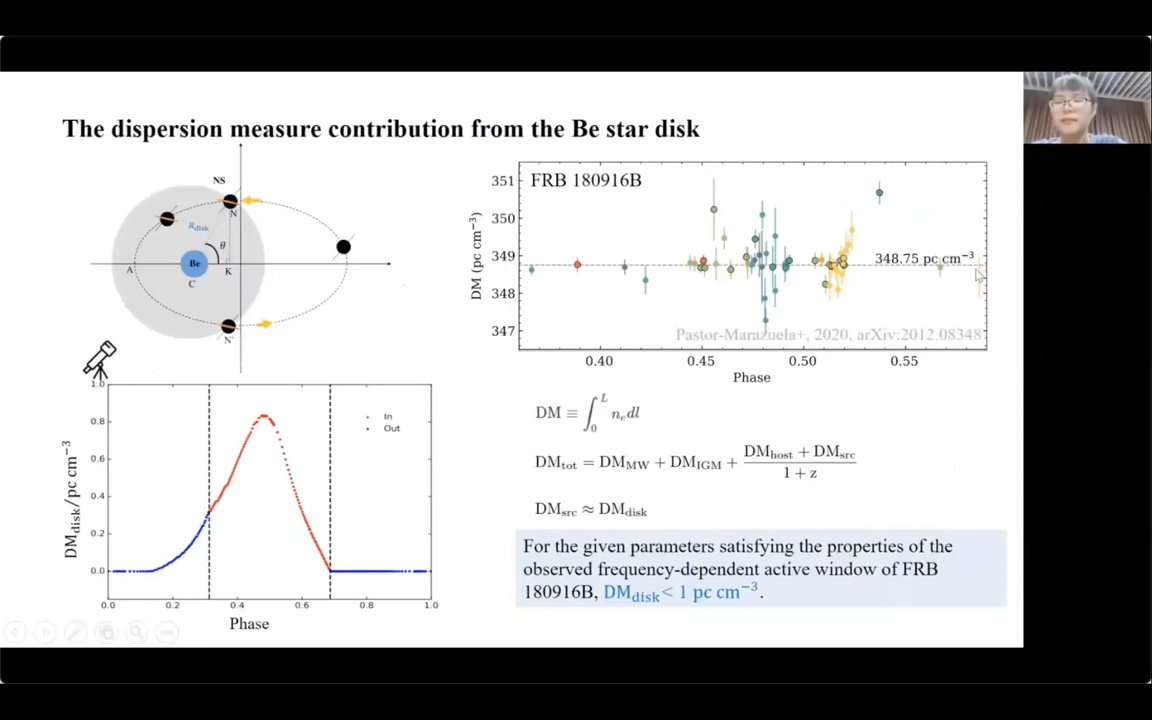 The dispersion measure contribution from the Be star disk
NS
N
R_disk
θ
Be
A
K
C
N'
1.0
0.8
0.6
0.4
0.2
0.0
DM_disk/pc cm⁻³
In
Out
0.0 0.2 0.4 0.6 0.8 1.0
Phase
FRB 180916B
351
350
349
348
347
DM (pc cm⁻³)
348.75 pc cm⁻³
Pastor-Marazuela+, 2020, arXiv:2012.08348
0.40 0.45 0.50 0.55
Phase
DM ≡ ∫₀ᴸ nₑdl
DM_tot = DM_MW + DM_IGM + (DM_host + DM_src)/(1 + z)
DM_src ≈ DM_disk
For the given parameters satisfying the properties of the
observed frequency-dependent active window of FRB
180916B, DM_disk< 1 pc cm⁻³.